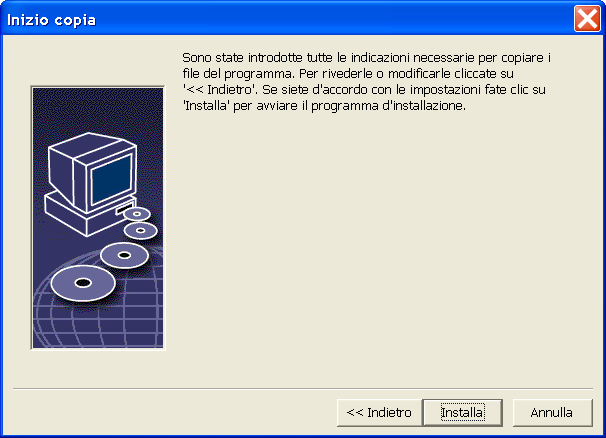 Inizio copia
Sono state introdotte tutte le indicazioni necessarie per copiare i
file del programma. Per rivederle o modificarle cliccate su
'<< Indietro'. Se siete d'accordo con le impostazioni fate clic su
'Installa' per avviare il programma d'installazione.
<< Indietro
Installa
Annulla